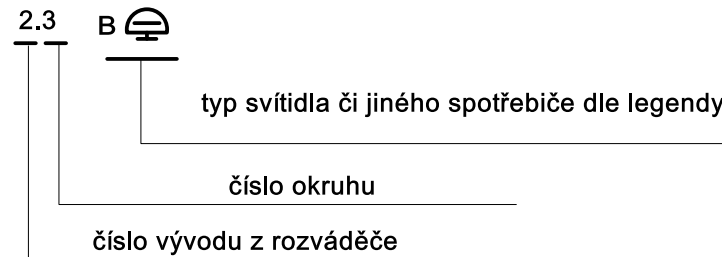 2.3 B
typ svítidla či jiného spotřebiče dle legendy
číslo okruhu
číslo vývodu z rozváděče